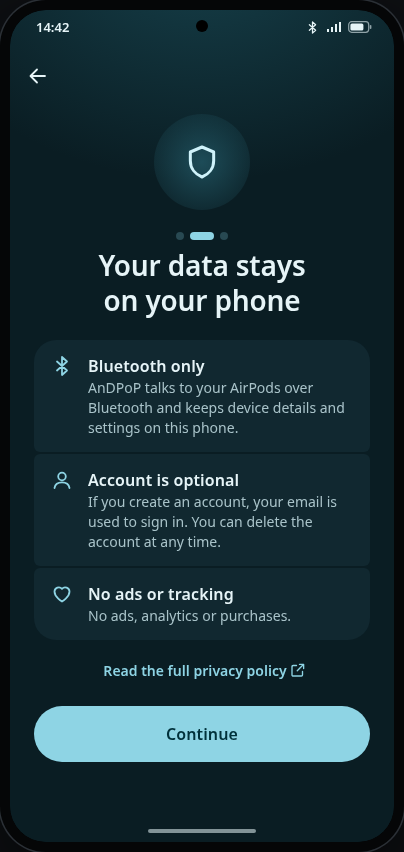 14:42
Your data stays
on your phone
Bluetooth only
AnDPoP talks to your AirPods over
Bluetooth and keeps device details and
settings on this phone.
Account is optional
If you create an account, your email is
used to sign in. You can delete the
account at any time.
No ads or tracking
No ads, analytics or purchases.
Read the full privacy policy
Continue